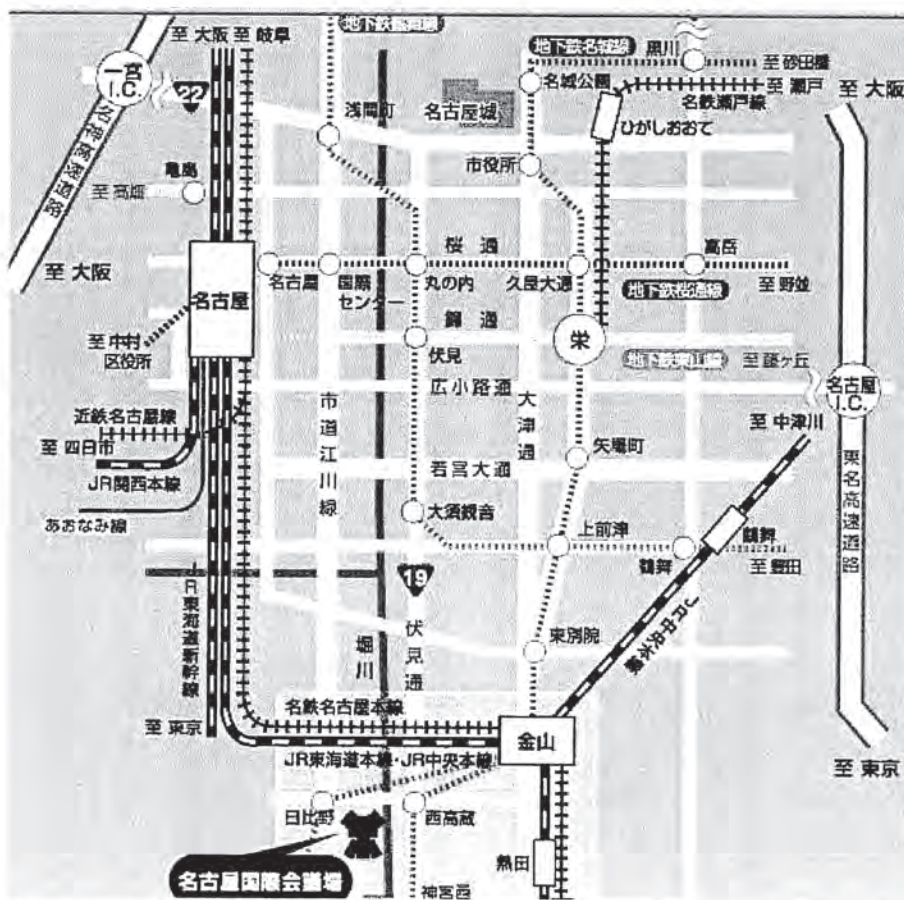 至 大阪 至 岐阜
地下鉄鶴舞線
地下鉄名城線
黒川
至 砂田橋
一宮 I.C.
22
名城公園
至 瀬戸
名鉄瀬戸線
至 大阪
浅間町
名古屋城
ひがしおおて
市役所
亀島
至 高畑
名神高速道路
桜通
高岳
至 大阪
名古屋
名古屋
国際センター
丸の内
久屋大通
地下鉄桜通線
至 野並
錦通
栄
至 中村区役所
伏見
地下鉄東山線
至 藤ヶ丘
名古屋 I.C.
広小路通
近鉄名古屋線
市道江川線
大津通
至 中津川
至 四日市
矢場町
JR関西本線
若宮大通
東名高速道路
あおなみ線
大須観音
上前津
鶴舞
鶴舞
至 豊田
19
JR東海道新幹線
JR中央本線
東別院
堀川
伏見通
名鉄名古屋本線
至 東京
金山
JR東海道本線・JR中央本線
至 東京
日比野
西高蔵
熱田
名古屋国際会議場
神宮西